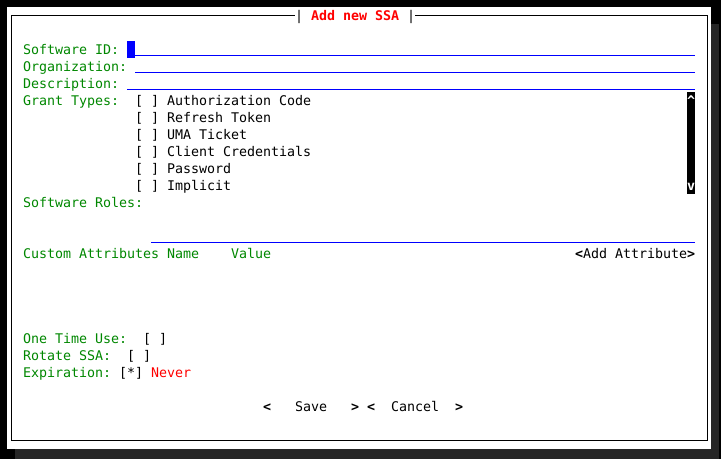 | Add new SSA |
Software ID:
Organization:
Description:
Grant Types: [ ] Authorization Code
[ ] Refresh Token
[ ] UMA Ticket
[ ] Client Credentials
[ ] Password
[ ] Implicit
Software Roles:
Custom Attributes Name Value <Add Attribute>
One Time Use: [ ]
Rotate SSA: [ ]
Expiration: [*] Never
< Save > < Cancel >